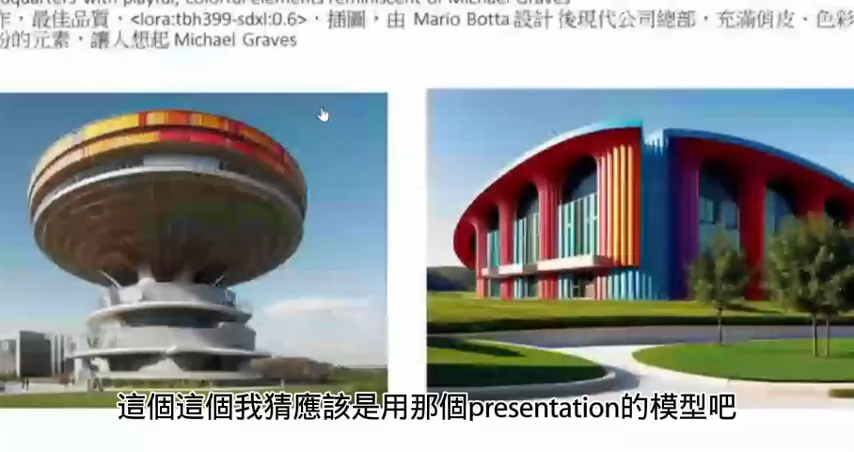 headquarters with playful, colorful elements reminiscent of Michael Graves
作，最佳品質，<lora:tbh399-sdxl:0.6>，插圖，由 Mario Botta 設計 後現代公司總部，充滿俏皮、色彩
紛的元素，讓人想起 Michael Graves
這個這個我猜應該是用那個presentation的模型吧